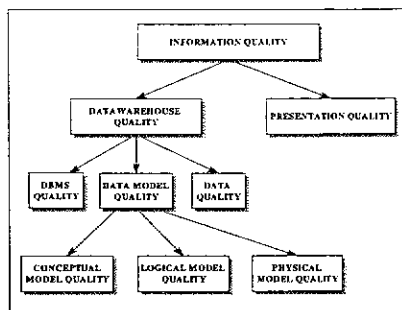 INFORMATION QUALITY
DATAWAREHOUSE
QUALITY
PRESENTATION QUALITY
DBMS
QUALITY
DATA MODEL
QUALITY
DATA
QUALITY
CONCEPTUAL
MODEL QUALITY
LOGICAL MODEL
QUALITY
PHYSICAL
MODEL QUALITY